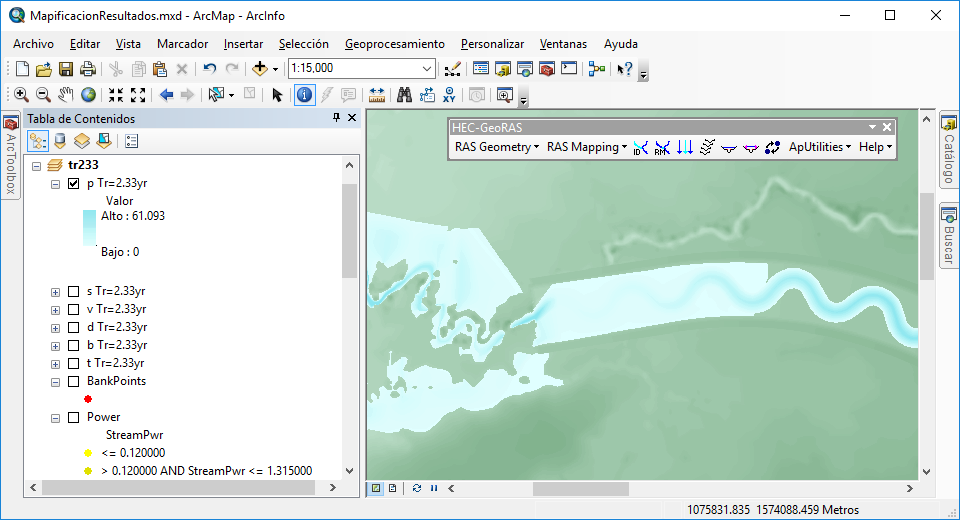 MapificacionResultados.mxd - ArcMap - ArcInfo
Archivo Editar Vista Marcador Insertar Selección Geoprocesamiento Personalizar Ventanas Ayuda
1:15,000
XY
ArcToolbox
Tabla de Contenidos
tr233
p Tr=2.33yr
Valor
Alto : 61.093
Bajo : 0
s Tr=2.33yr
v Tr=2.33yr
d Tr=2.33yr
b Tr=2.33yr
t Tr=2.33yr
BankPoints
Power
StreamPwr
<= 0.120000
> 0.120000 AND StreamPwr <= 1.315000
HEC-GeoRAS
RAS Geometry RAS Mapping ID RM ApUtilities Help
Catálogo
Buscar
1075831.835 1574088.459 Metros